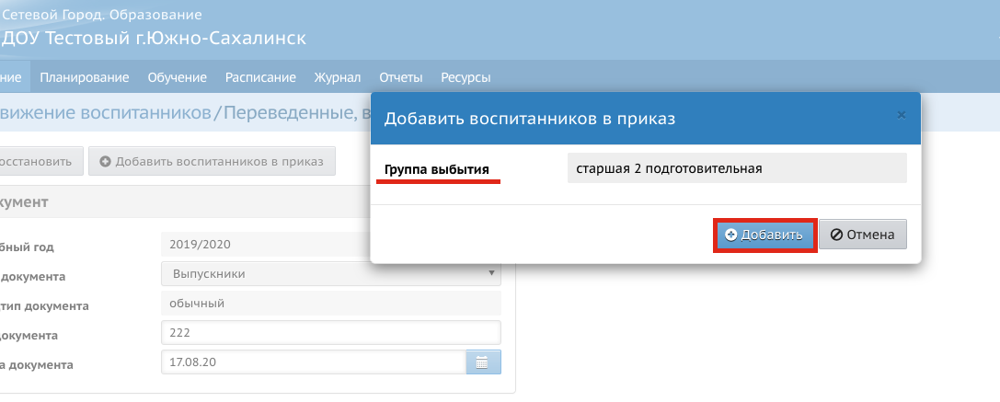 Сетевой Город. Образование
ДОУ Тестовый г.Южно-Сахалинск
ние Планирование Обучение Расписание Журнал Отчеты Ресурсы
вижение воспитанников/Переведенные, в
осстановить Добавить воспитанников в приказ
кумент
бный год 2019/2020
документа Выпускники
тип документа обычный
документа 222
а документа 17.08.20
Добавить воспитанников в приказ ×
Группа выбытия старшая 2 подготовительная
Добавить Отмена